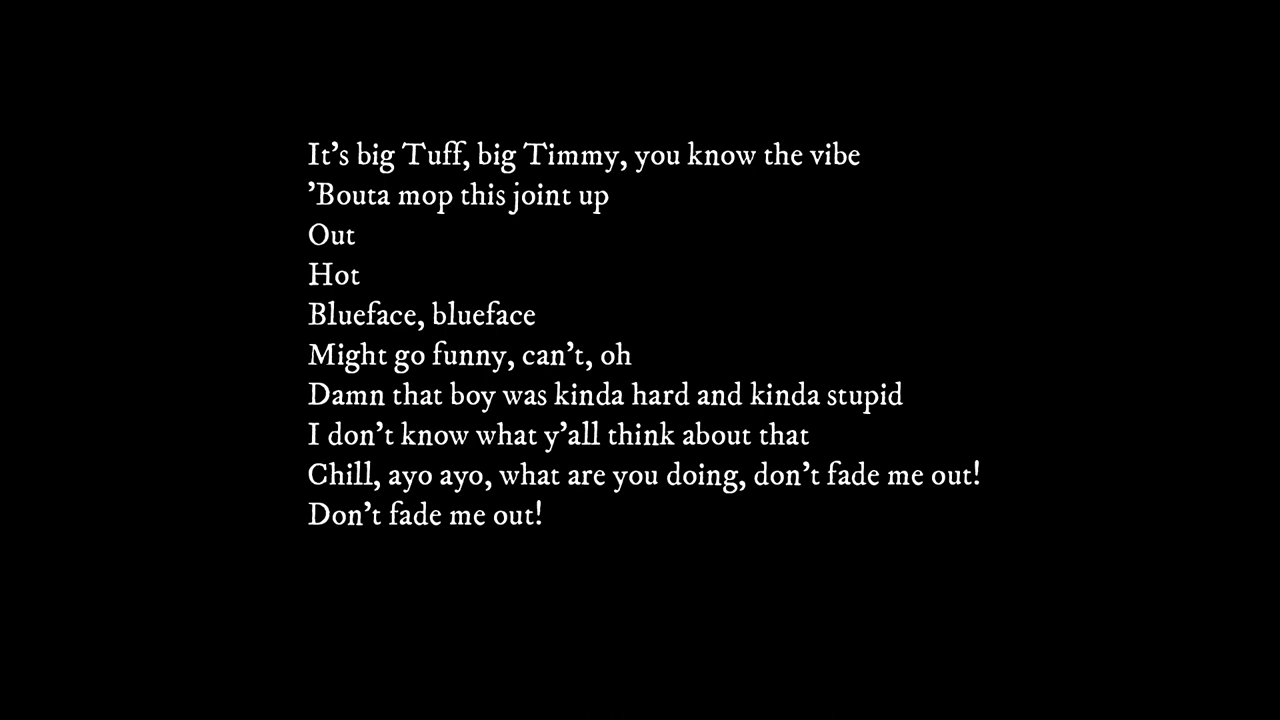 It’s big Tuff, big Timmy, you know the vibe
’Bouta mop this joint up
Out
Hot
Blueface, blueface
Might go funny, can’t, oh
Damn that boy was kinda hard and kinda stupid
I don’t know what y’all think about that
Chill, ayo ayo, what are you doing, don’t fade me out!
Don’t fade me out!